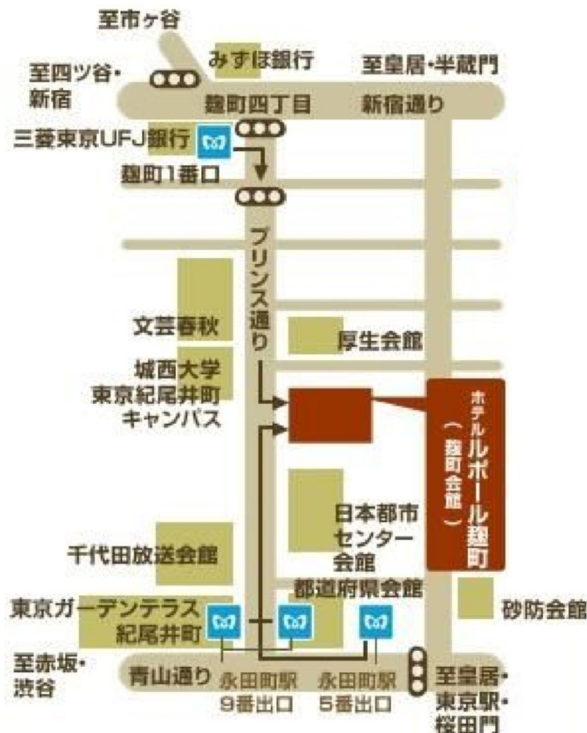 至市ヶ谷
みずほ銀行
至四ツ谷・
新宿
至皇居・半蔵門
麹町四丁目
新宿通り
三菱東京UFJ銀行
麹町1番口
プリンス通り
文芸春秋
厚生会館
城西大学
東京紀尾井町
キャンパス
ホテルルポール麹町
(麹町会館)
日本都市
センター
会館
千代田放送会館
都道府県会館
東京ガーデンテラス
紀尾井町
砂防会館
至赤坂・
渋谷
青山通り
永田町駅
9番出口
永田町駅
5番出口
至皇居・
東京駅・
桜田門